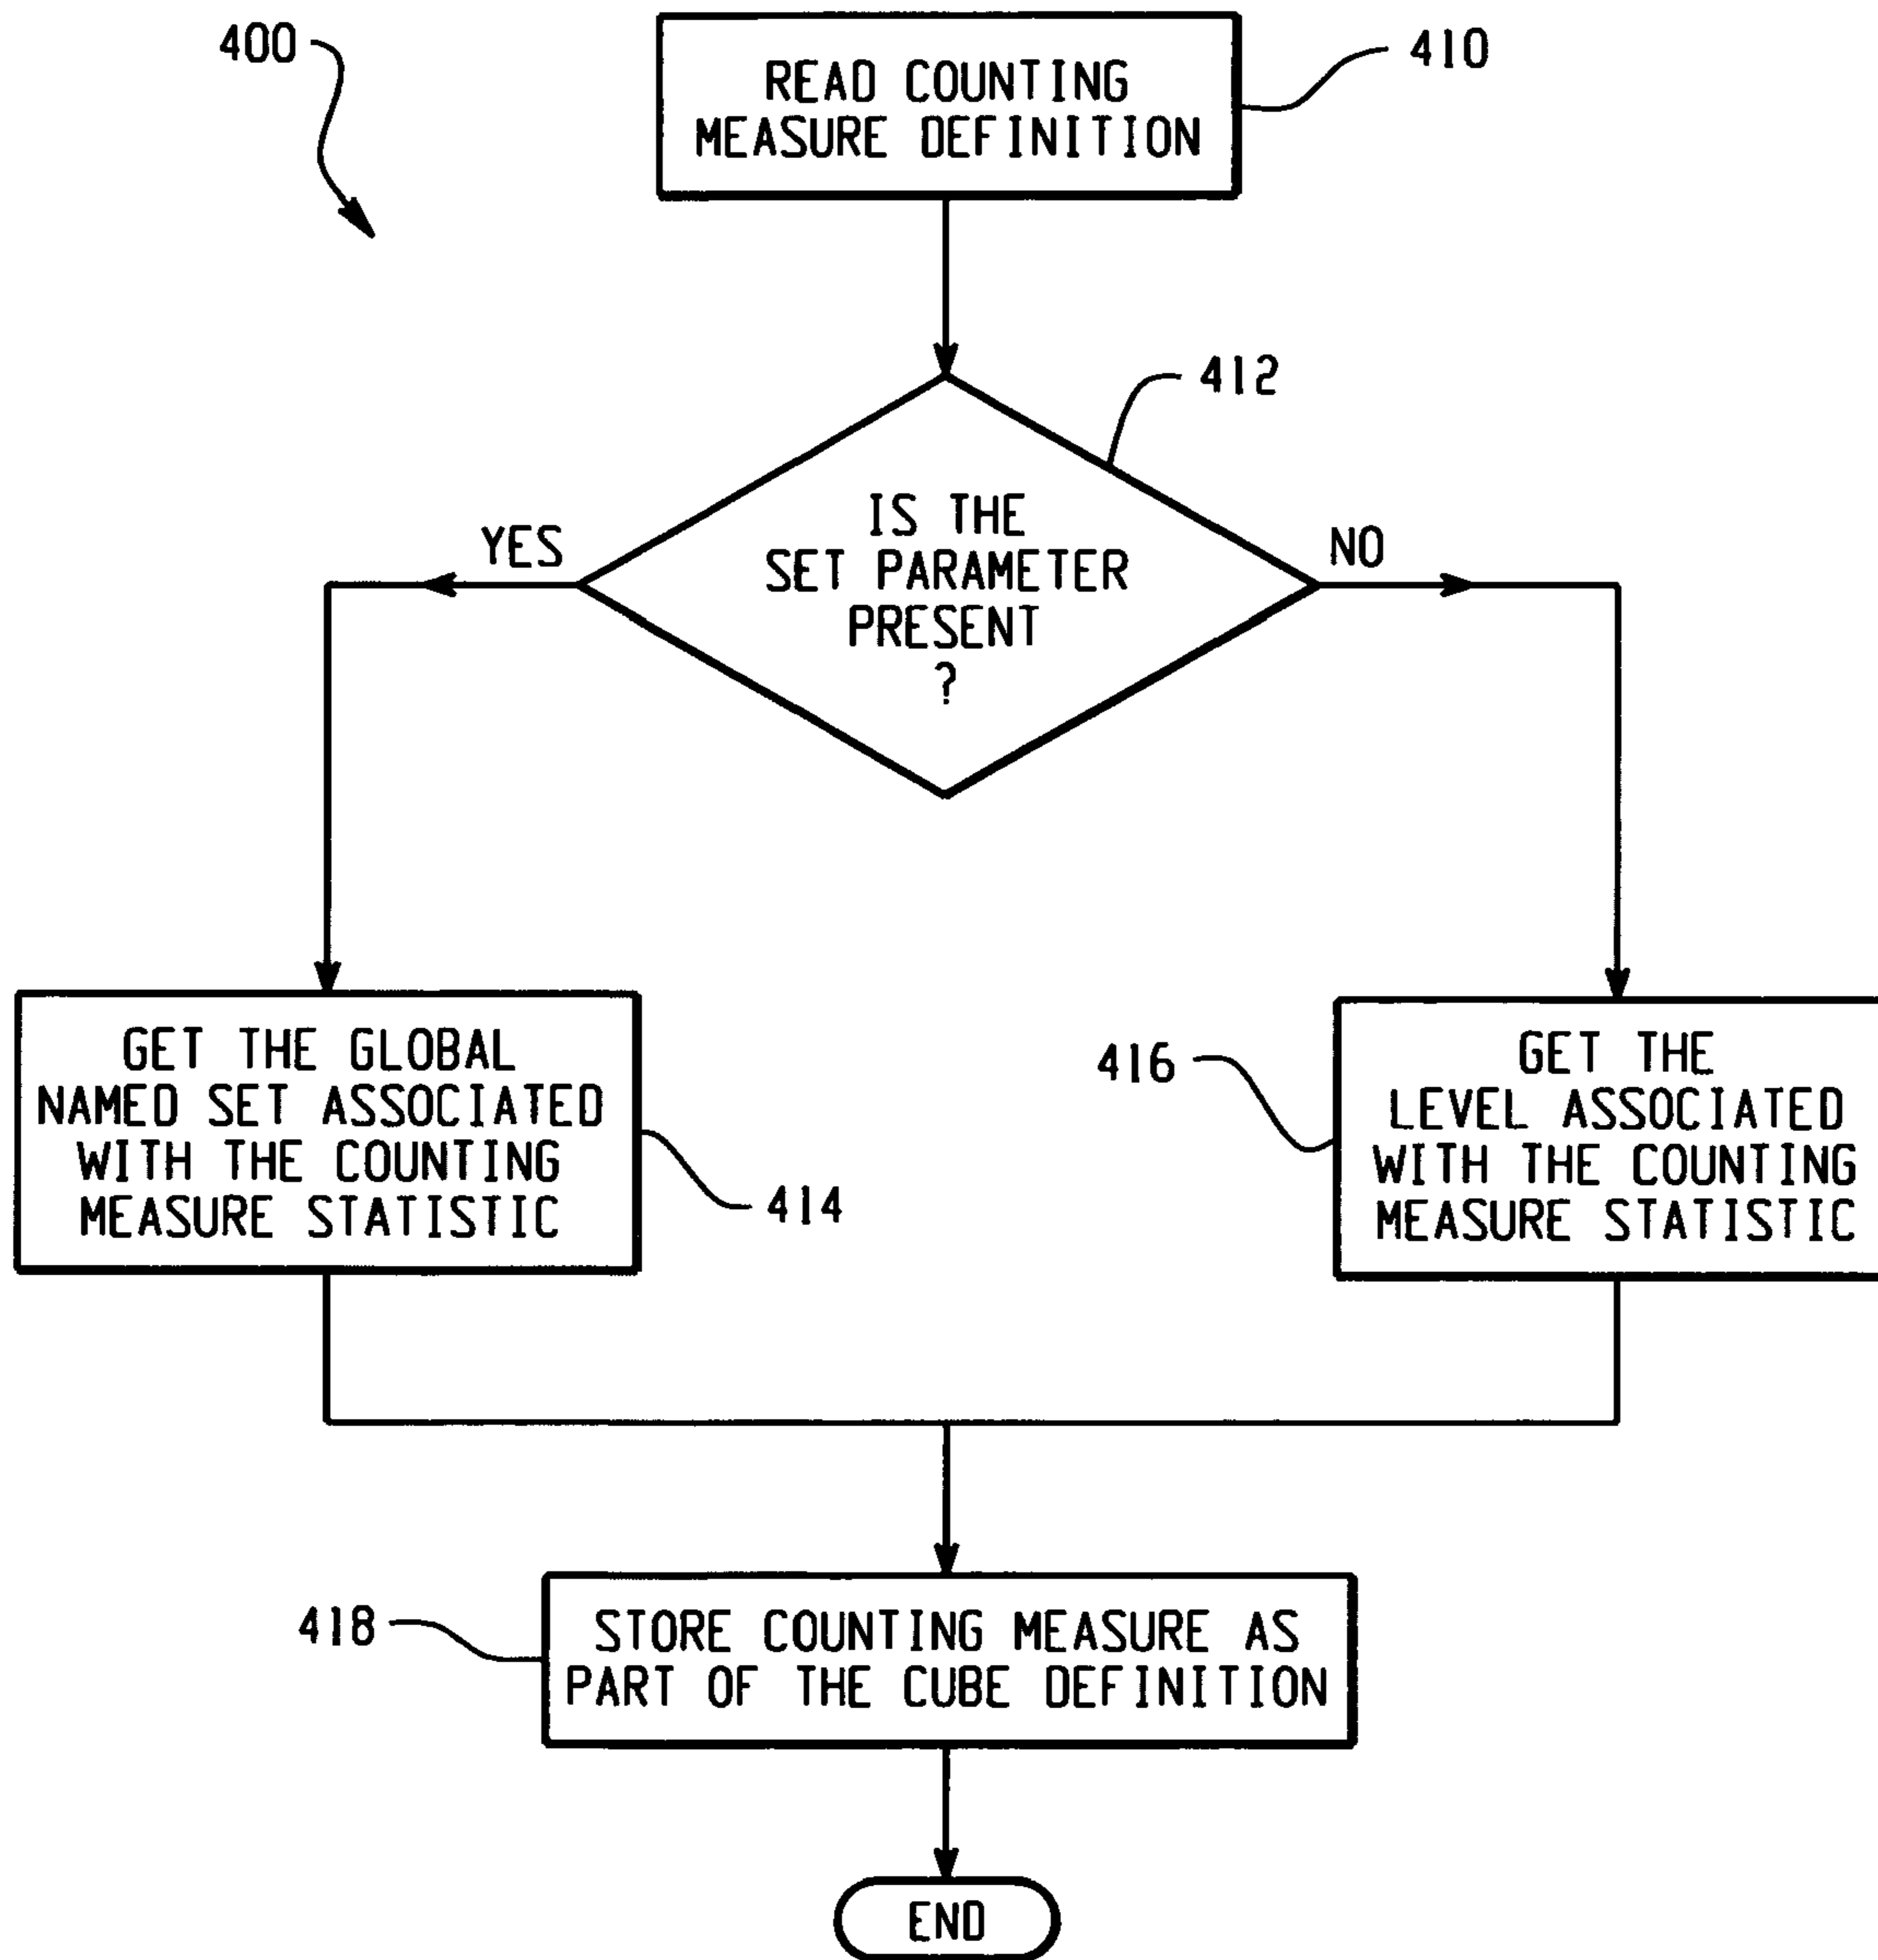 400
READ COUNTING
MEASURE DEFINITION
410
412
IS THE
SET PARAMETER
PRESENT
?
YES
NO
GET THE GLOBAL
NAMED SET ASSOCIATED
WITH THE COUNTING
MEASURE STATISTIC
414
416
GET THE
LEVEL ASSOCIATED
WITH THE COUNTING
MEASURE STATISTIC
418
STORE COUNTING MEASURE AS
PART OF THE CUBE DEFINITION
END